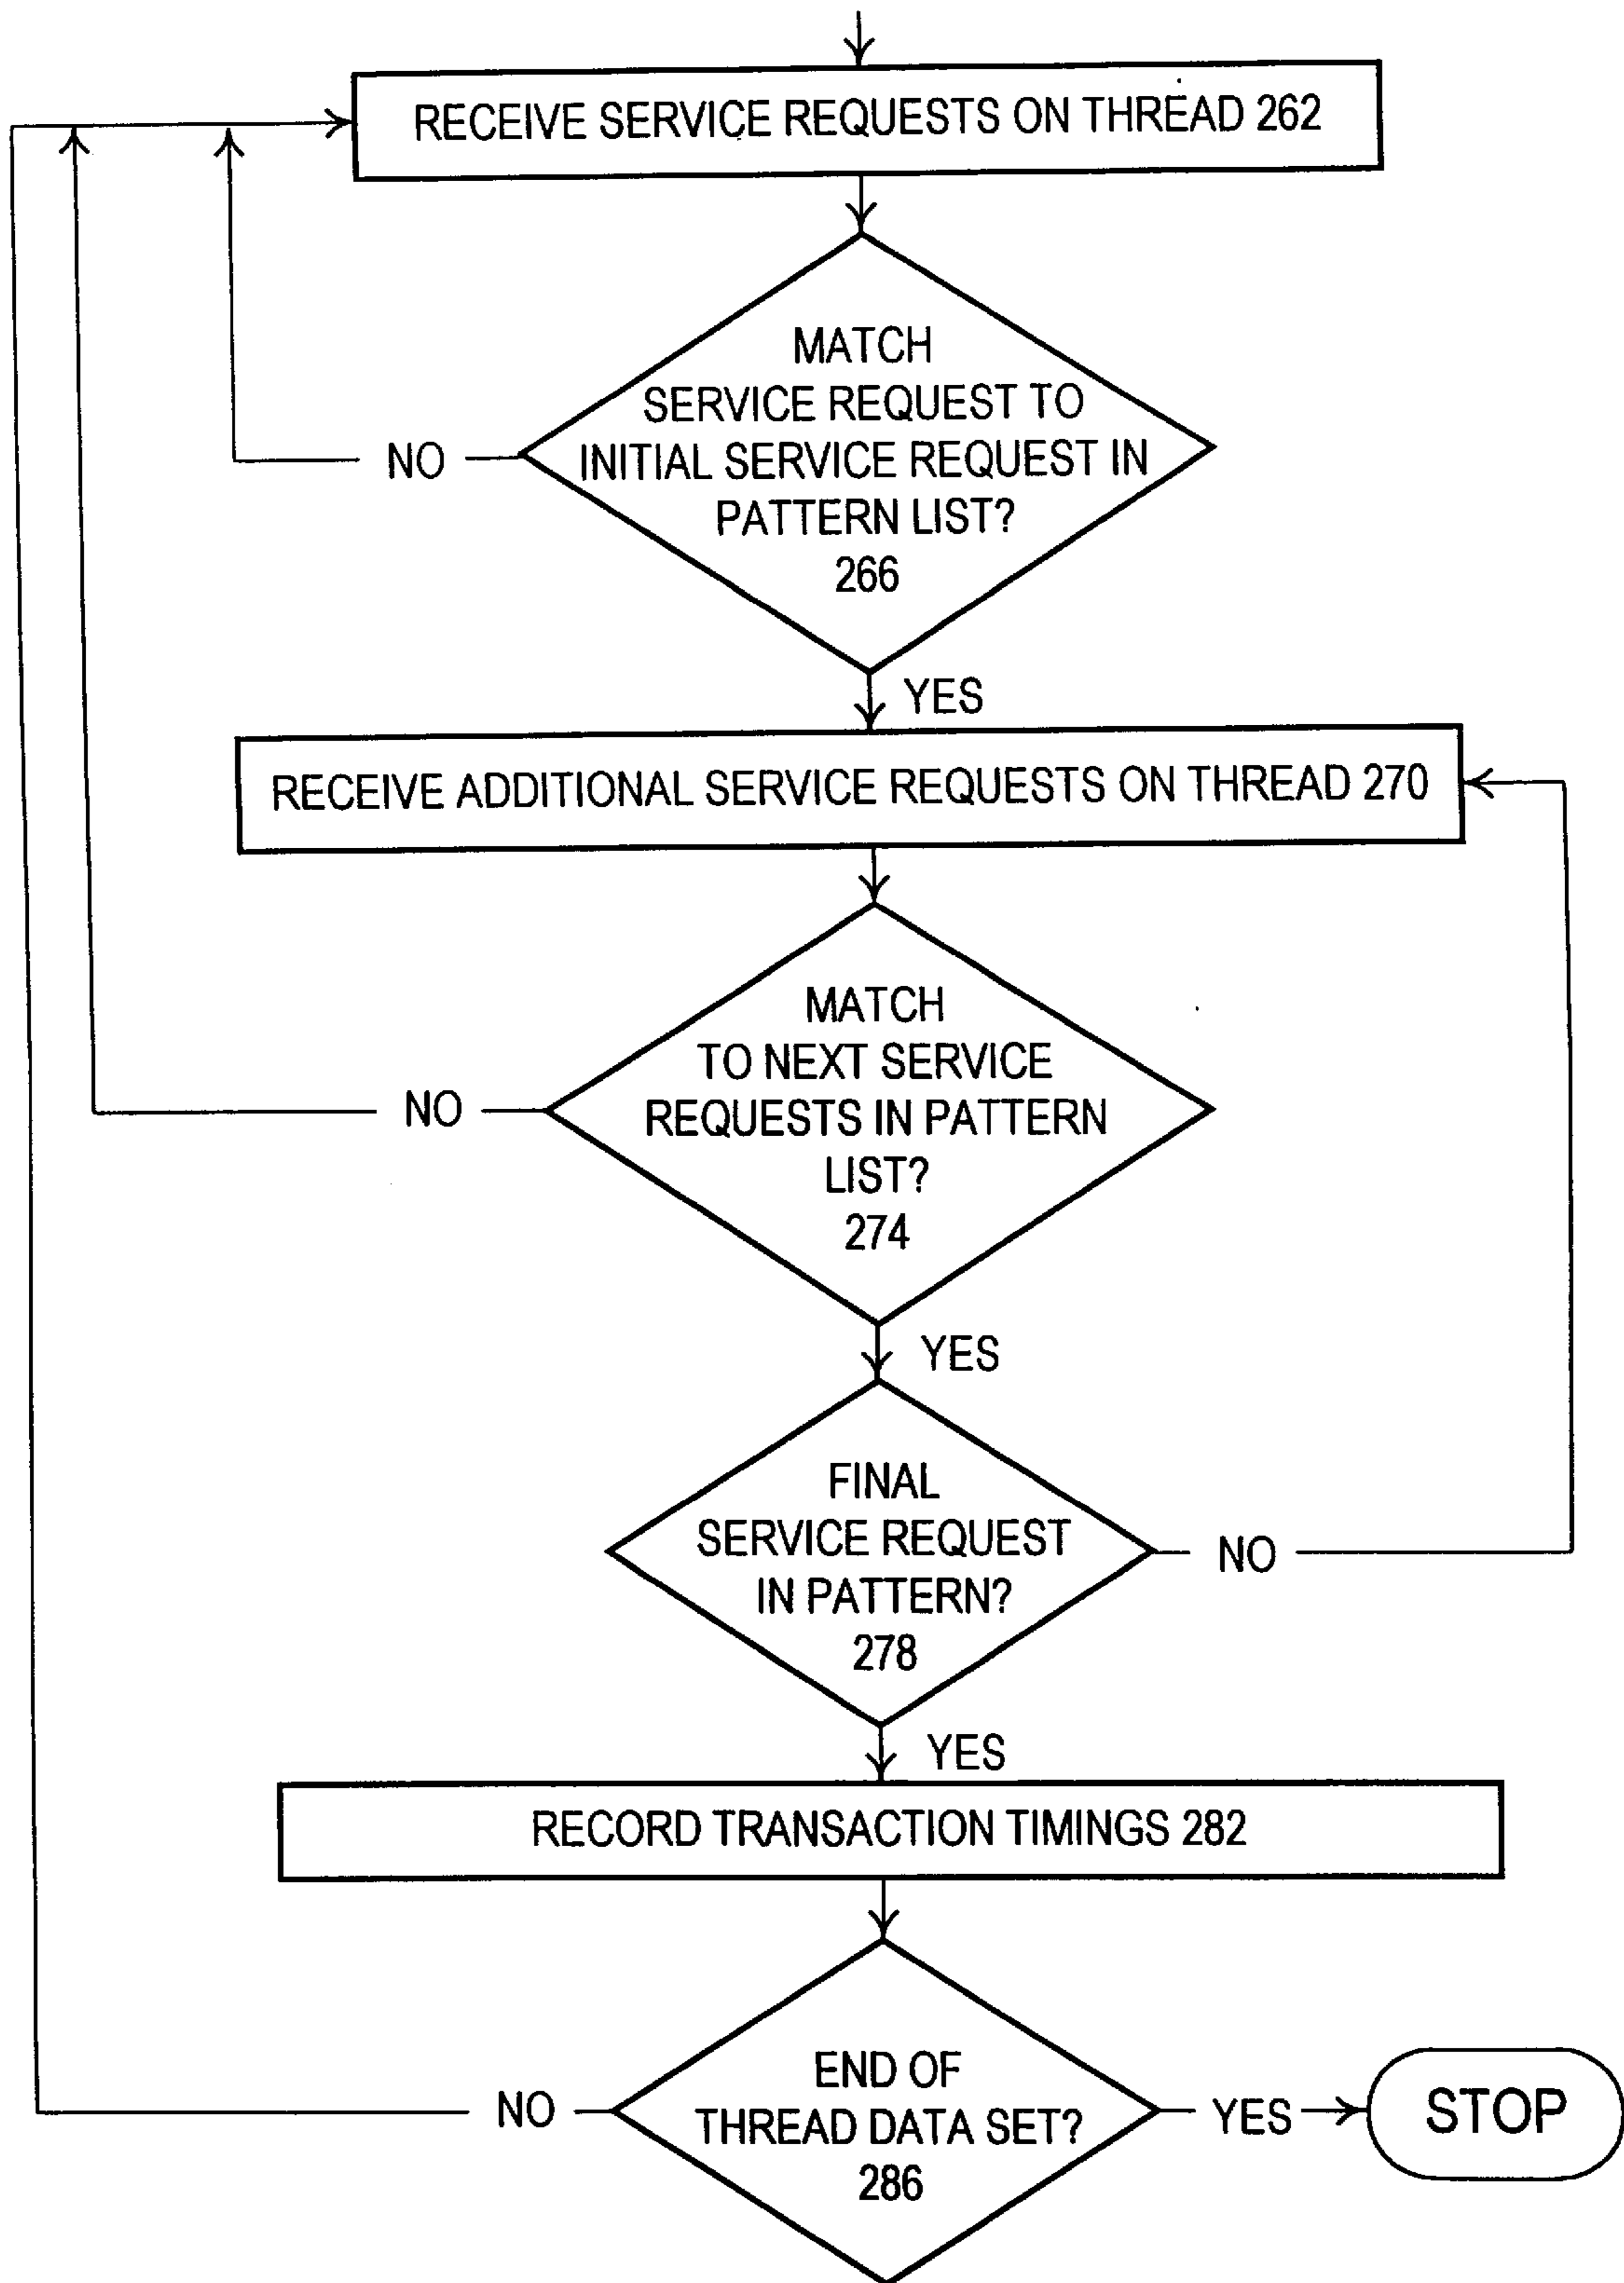 RECEIVE SERVICE REQUESTS ON THREAD 262
MATCH
SERVICE REQUEST TO
INITIAL SERVICE REQUEST IN
PATTERN LIST?
266
NO
YES
RECEIVE ADDITIONAL SERVICE REQUESTS ON THREAD 270
MATCH
TO NEXT SERVICE
REQUESTS IN PATTERN
LIST?
274
NO
YES
FINAL
SERVICE REQUEST
IN PATTERN?
278
NO
YES
RECORD TRANSACTION TIMINGS 282
END OF
THREAD DATA SET?
286
NO
YES
STOP